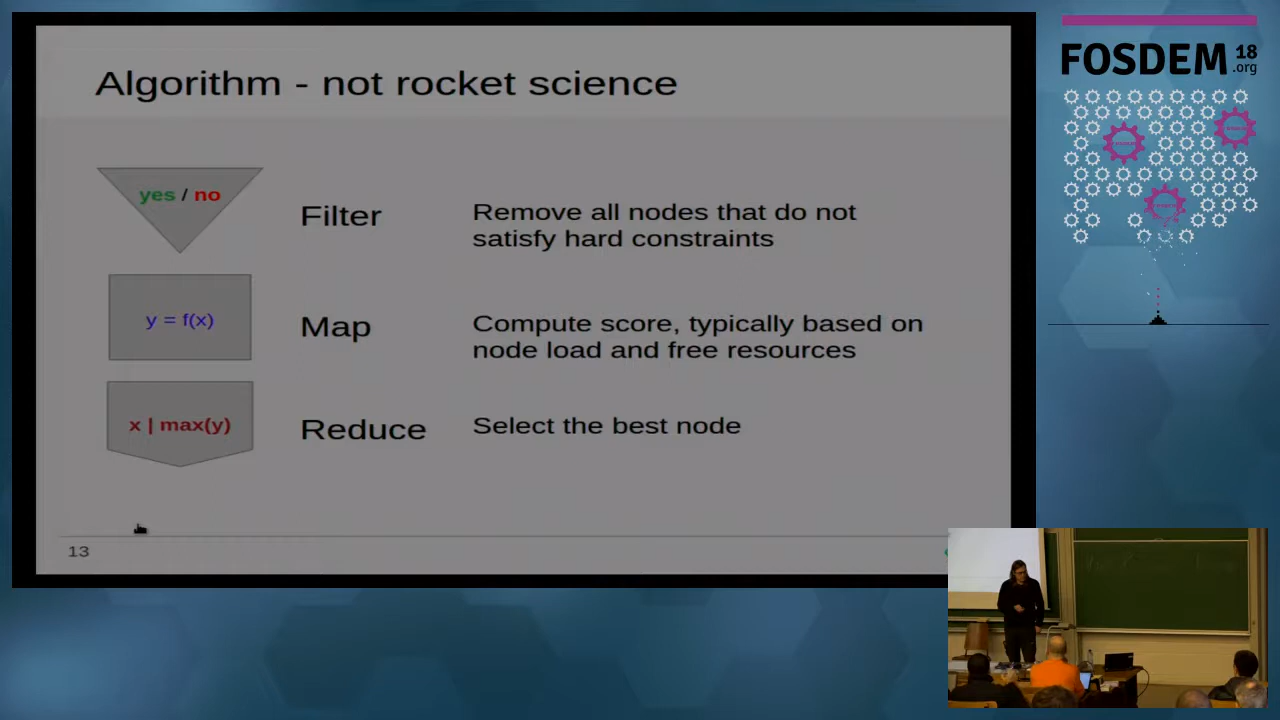 Algorithm - not rocket science
yes / no
Filter
Remove all nodes that do not
satisfy hard constraints
y = f(x)
Map
Compute score, typically based on
node load and free resources
x | max(y)
Reduce
Select the best node
13
FOSDEM 18
.org